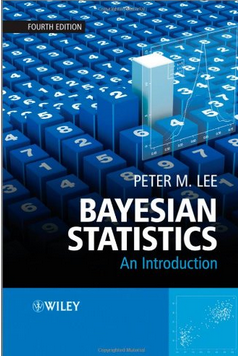 FOURTH EDITION
PETER M. LEE
BAYESIAN
STATISTICS
An Introduction
WILEY